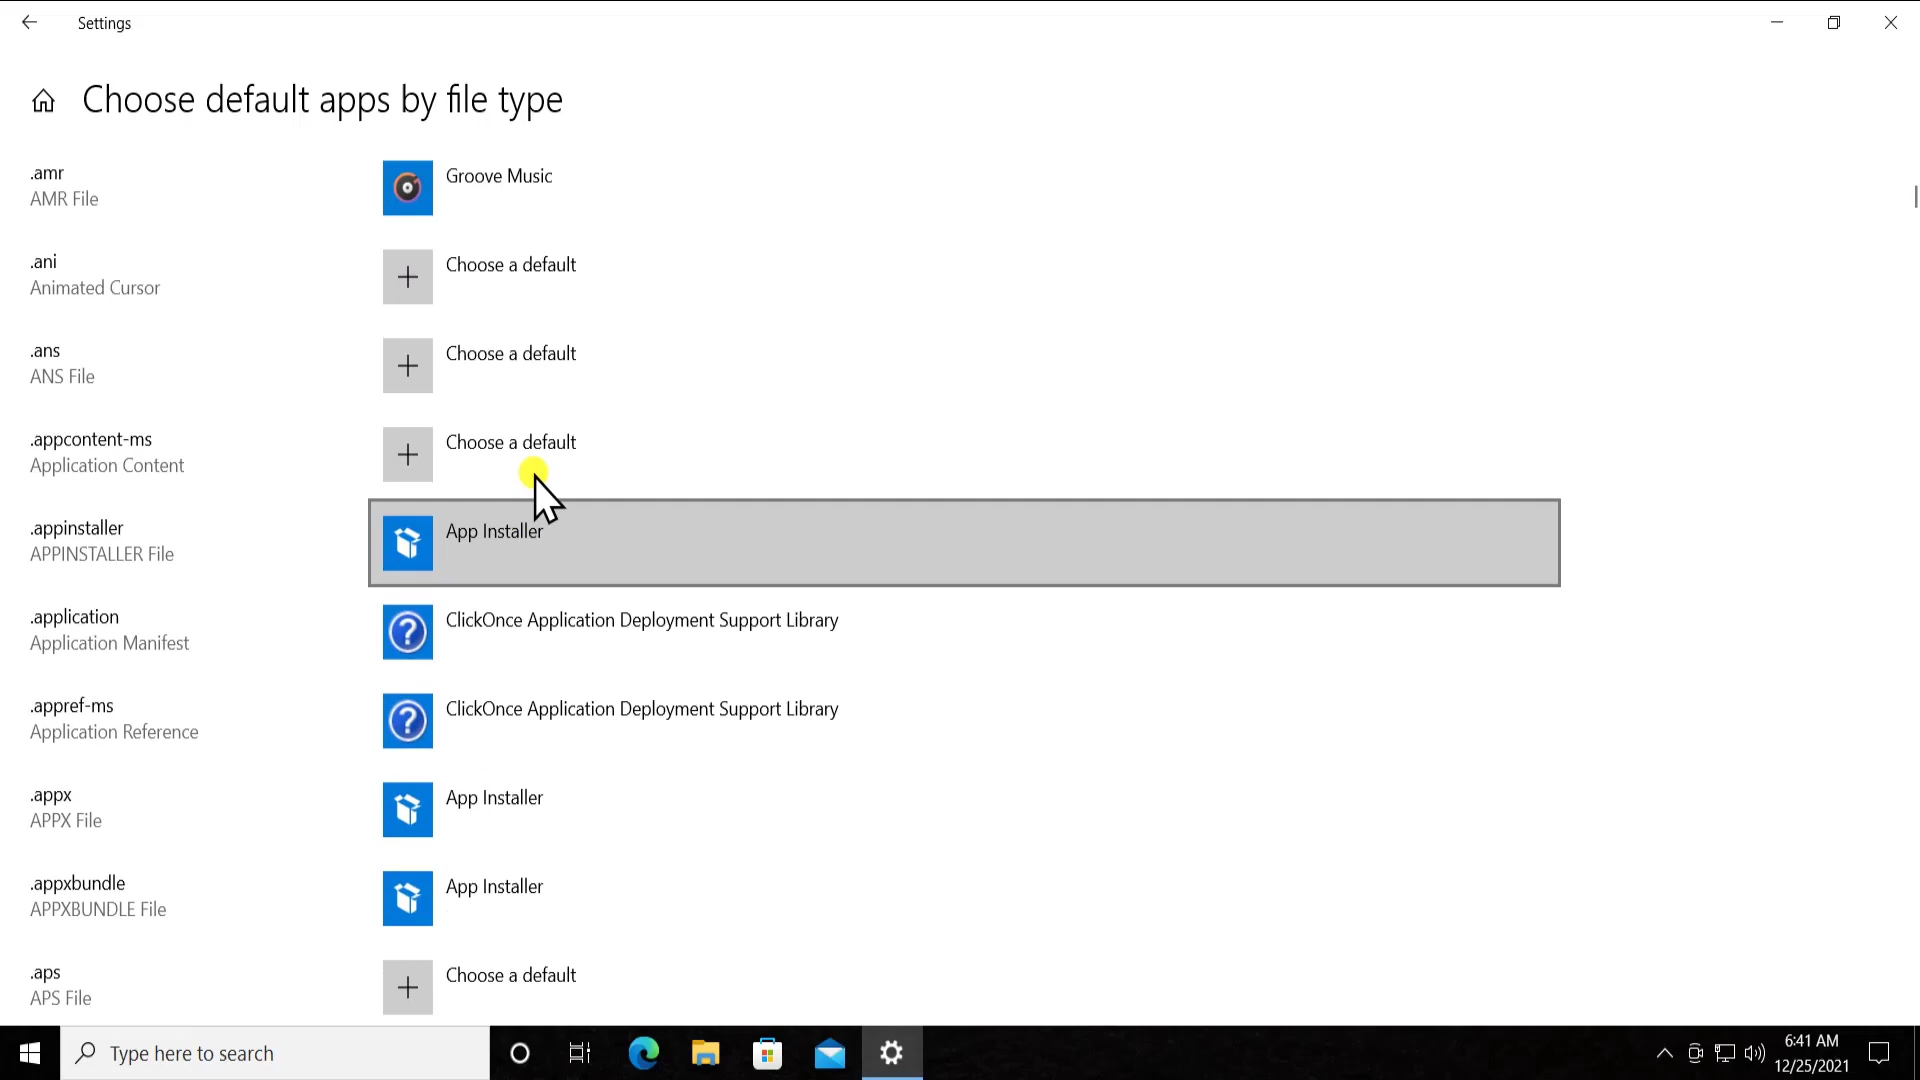 Settings
Choose default apps by file type
.amr
AMR File
Groove Music
.ani
Animated Cursor
Choose a default
.ans
ANS File
Choose a default
.appcontent-ms
Application Content
Choose a default
.appinstaller
APPINSTALLER File
App Installer
.application
Application Manifest
ClickOnce Application Deployment Support Library
.appref-ms
Application Reference
ClickOnce Application Deployment Support Library
.appx
APPX File
App Installer
.appxbundle
APPXBUNDLE File
App Installer
.aps
APS File
Choose a default
Type here to search
6:41 AM
12/25/2021